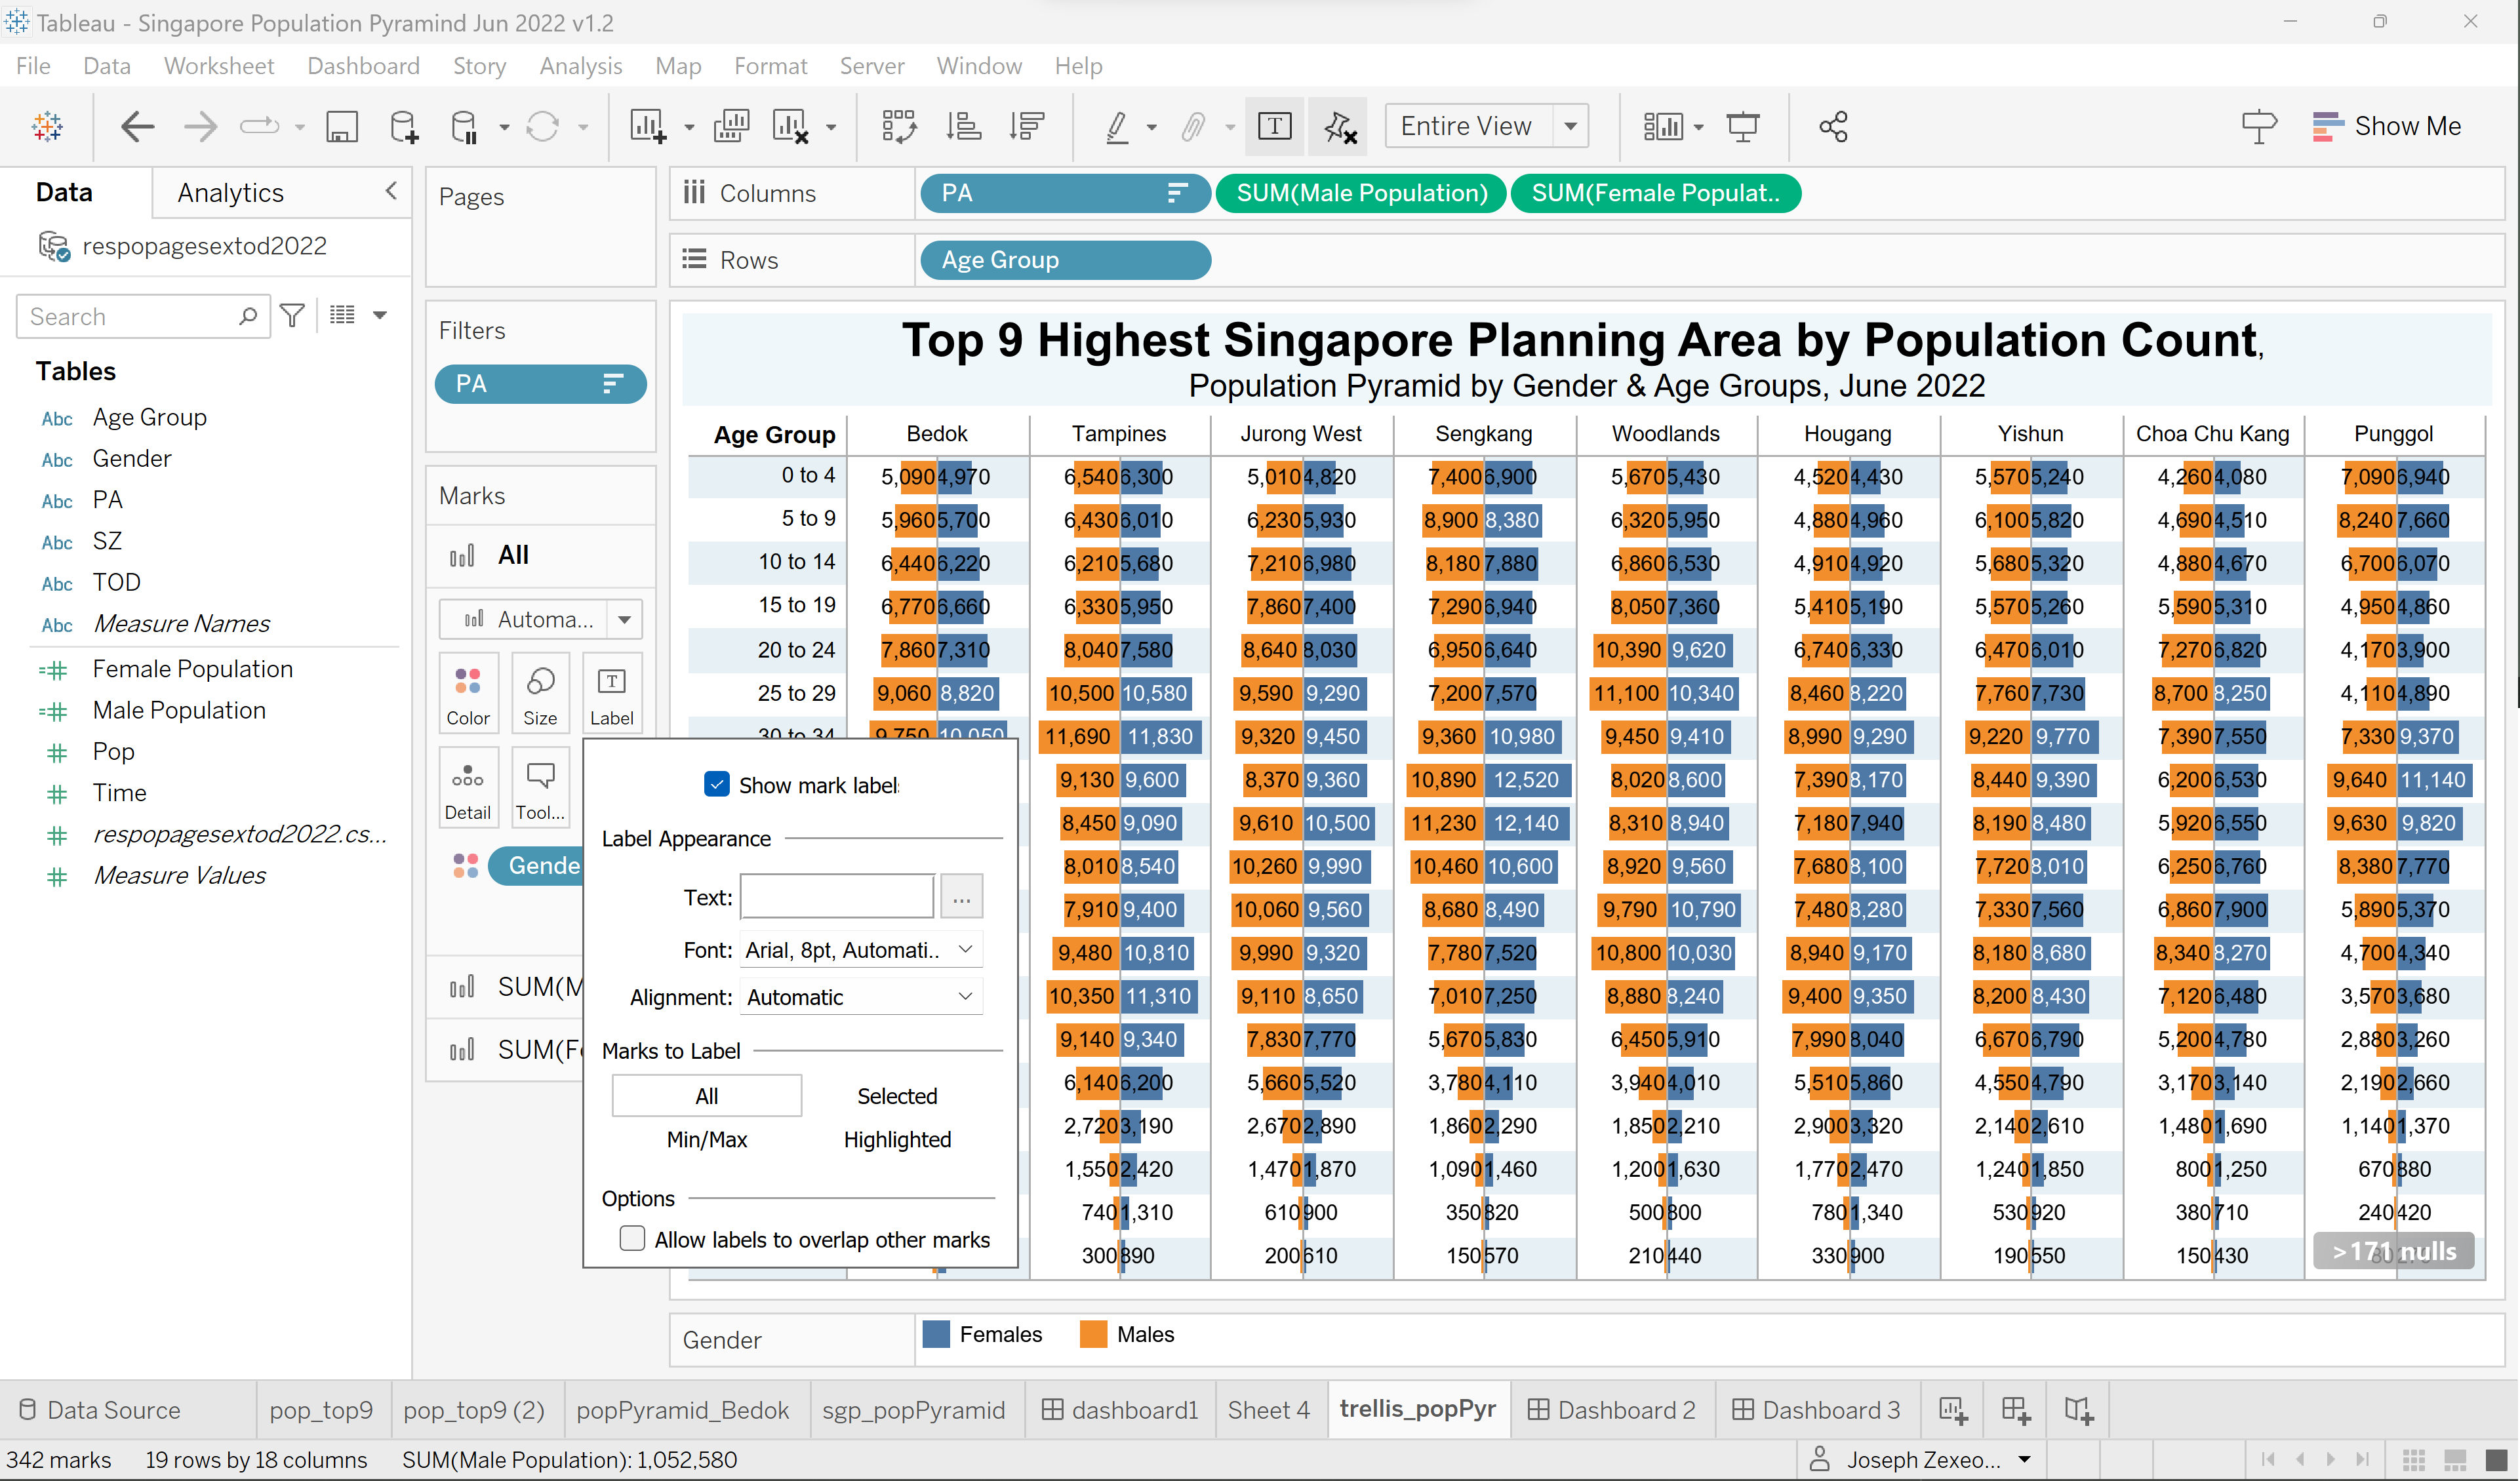 Tableau - Singapore Population Pyramind Jun 2022 v1.2
File Data Worksheet Dashboard Story Analysis Map Format Server Window Help
Entire View
Show Me
Data Analytics
respopagesextod2022
Search
Tables
Abc Age Group
Abc Gender
Abc PA
Abc SZ
Abc TOD
Abc Measure Names
Female Population
Male Population
Pop
Time
respopagesextod2022.cs...
Measure Values
Pages
Filters
PA
Marks
All
Automa...
Color Size Label
Detail Tool...
Gende
SUM(M
SUM(F
Columns PA SUM(Male Population) SUM(Female Populat..
Rows Age Group
Top 9 Highest Singapore Planning Area by Population Count,
Population Pyramid by Gender & Age Groups, June 2022
Age Group Bedok Tampines Jurong West Sengkang Woodlands Hougang Yishun Choa Chu Kang Punggol
0 to 4 5,090 4,970 6,540 6,300 5,010 4,820 7,400 6,900 5,670 5,430 4,520 4,430 5,570 5,240 4,260 4,080 7,090 6,940
5 to 9 5,960 5,700 6,430 6,010 6,230 5,930 8,900 8,380 6,320 5,950 4,880 4,960 6,100 5,820 4,690 4,510 8,240 7,660
10 to 14 6,440 6,220 6,210 5,680 7,210 6,980 8,180 7,880 6,860 6,530 4,910 4,920 5,680 5,320 4,880 4,670 6,700 6,070
15 to 19 6,770 6,660 6,330 5,950 7,860 7,400 7,290 6,940 8,050 7,360 5,410 5,190 5,570 5,260 5,590 5,310 4,950 4,860
20 to 24 7,860 7,310 8,040 7,580 8,640 8,030 6,950 6,640 10,390 9,620 6,740 6,330 6,470 6,010 7,270 6,820 4,170 3,900
25 to 29 9,060 8,820 10,500 10,580 9,590 9,290 7,200 7,570 11,100 10,340 8,460 8,220 7,760 7,730 8,700 8,250 4,110 4,890
30 to 34 9,750 10,050 11,690 11,830 9,320 9,450 9,360 10,980 9,450 9,410 8,990 9,290 9,220 9,770 7,390 7,550 7,330 9,370
9,130 9,600 8,370 9,360 10,890 12,520 8,020 8,600 7,390 8,170 8,440 9,390 6,200 6,530 9,640 11,140
8,450 9,090 9,610 10,500 11,230 12,140 8,310 8,940 7,180 7,940 8,190 8,480 5,920 6,550 9,630 9,820
8,010 8,540 10,260 9,990 10,460 10,600 8,920 9,560 7,680 8,100 7,720 8,010 6,250 6,760 8,380 7,770
7,910 9,400 10,060 9,560 8,680 8,490 9,790 10,790 7,480 8,280 7,330 7,560 6,860 7,900 5,890 5,370
9,480 10,810 9,990 9,320 7,780 7,520 10,800 10,030 8,940 9,170 8,180 8,680 8,340 8,270 4,700 4,340
10,350 11,310 9,110 8,650 7,010 7,250 8,880 8,240 9,400 9,350 8,200 8,430 7,120 6,480 3,570 3,680
9,140 9,340 7,830 7,770 5,670 5,830 6,450 5,910 7,990 8,040 6,670 6,790 5,200 4,780 2,880 3,260
6,140 6,200 5,660 5,520 3,780 4,110 3,940 4,010 5,510 5,860 4,550 4,790 3,170 3,140 2,190 2,660
2,720 3,190 2,670 2,890 1,860 2,290 1,850 2,210 2,900 3,320 2,140 2,610 1,480 1,690 1,140 1,370
1,550 2,420 1,470 1,870 1,090 1,460 1,200 1,630 1,770 2,470 1,240 1,850 800 1,250 670 880
740 1,310 610 900 350 820 500 800 780 1,340 530 920 380 710 240 420
300 890 200 610 150 570 210 440 330 900 190 550 150 430
>171 nulls
Show mark label
Label Appearance
Text: ...
Font: Arial, 8pt, Automati..
Alignment: Automatic
Marks to Label
All Selected
Min/Max Highlighted
Options
Allow labels to overlap other marks
Gender Females Males
Data Source pop_top9 pop_top9 (2) popPyramid_Bedok sgp_popPyramid dashboard1 Sheet 4 trellis_popPyr Dashboard 2 Dashboard 3
342 marks 19 rows by 18 columns SUM(Male Population): 1,052,580 Joseph Zexeo...